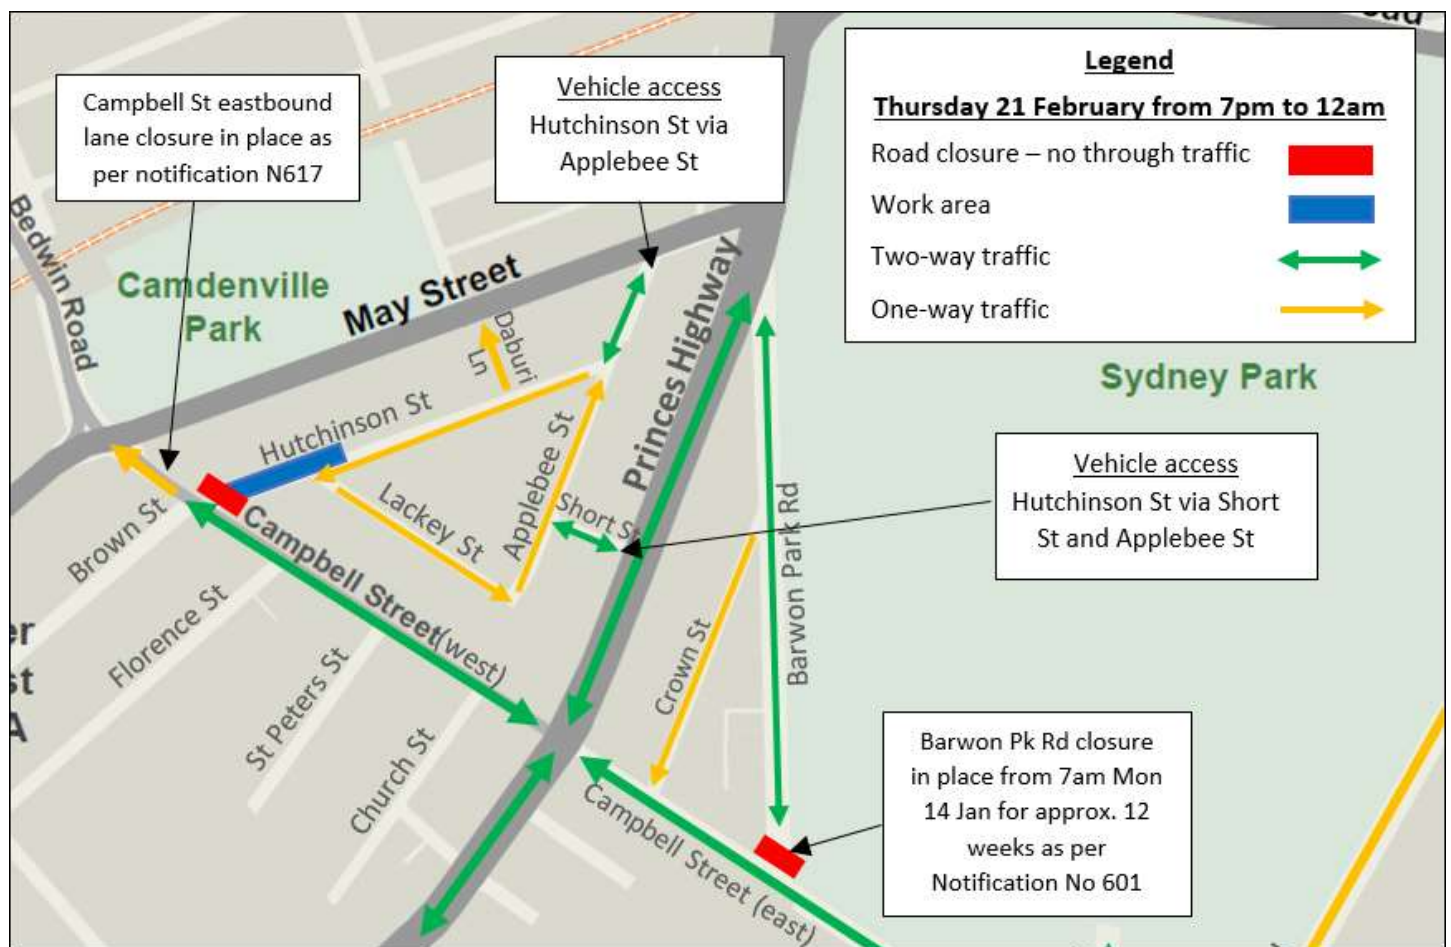 Campbell St eastbound
lane closure in place as
per notification N617
Vehicle access
Hutchinson St via
Applebee St
Legend
Thursday 21 February from 7pm to 12am
Road closure – no through traffic
Work area
Two-way traffic
One-way traffic
Bedwin Road
Camdenville
Park
May Street
Princes Highway
Sydney Park
Daburi
Ln
Hutchinson St
Applebee St
Lackey St
Short St
Vehicle access
Hutchinson St via Short
St and Applebee St
Brown St
Campbell Street (west)
Florence St
St Peters St
Church St
Crown St
Barwon Park Rd
Campbell Street (east)
Barwon Pk Rd closure
in place from 7am Mon
14 Jan for approx. 12
weeks as per
Notification No 601